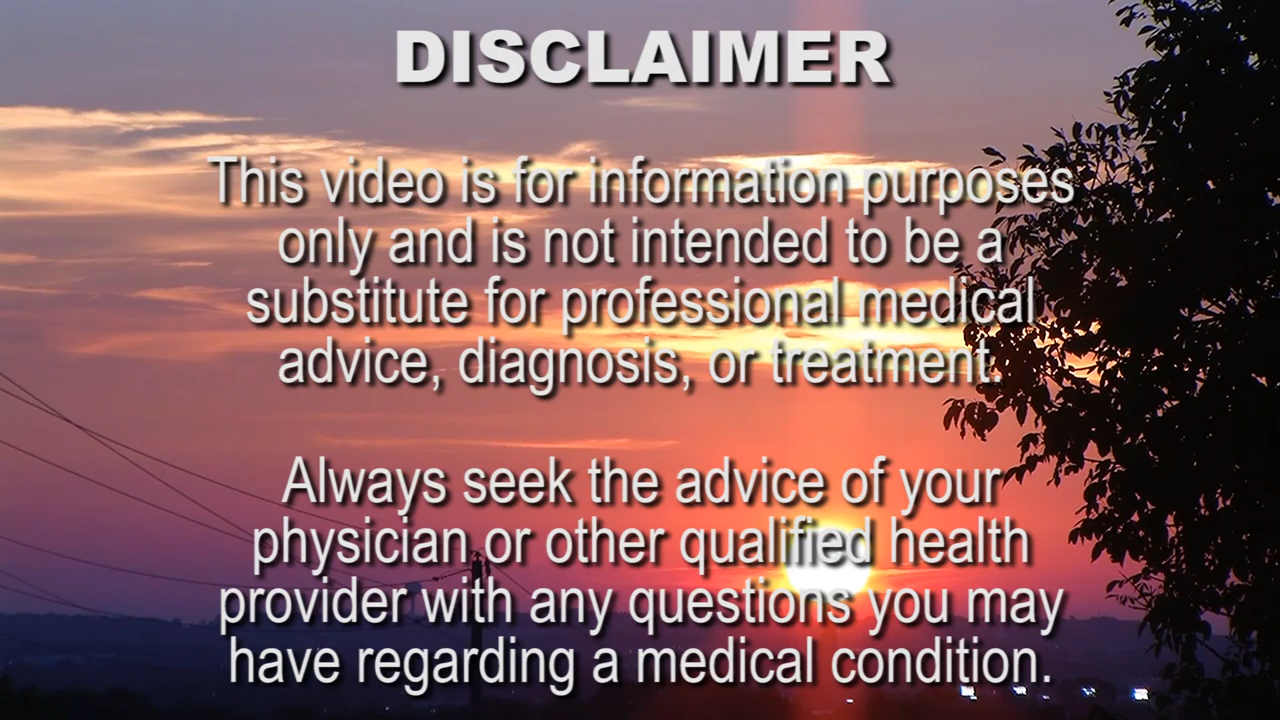 DISCLAIMER
This video is for information purposes
only and is not intended to be a
substitute for professional medical
advice, diagnosis, or treatment.
Always seek the advice of your
physician or other qualified health
provider with any questions you may
have regarding a medical condition.